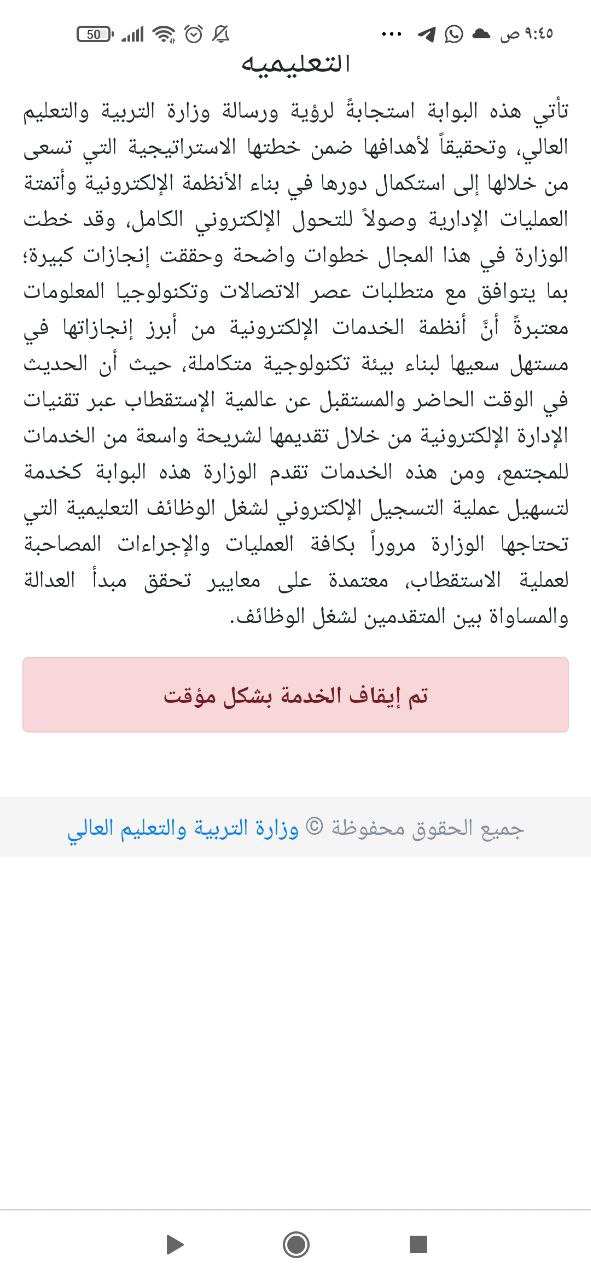 ٩:٤٥ ص
50
التعليمية
تأتي هذه البوابة استجابةً لرؤية ورسالة وزارة التربية والتعليم
العالي، وتحقيقاً لأهدافها ضمن خطتها الاستراتيجية التي تسعى
من خلالها إلى استكمال دورها في بناء الأنظمة الإلكترونية وأتمتة
العمليات الإدارية وصولاً للتحول الإلكتروني الكامل، وقد خطت
الوزارة في هذا المجال خطوات واضحة وحققت إنجازات كبيرة؛
بما يتوافق مع متطلبات عصر الاتصالات وتكنولوجيا المعلومات
معتبرةً أنَّ أنظمة الخدمات الإلكترونية من أبرز إنجازاتها في
مستهل سعيها لبناء بيئة تكنولوجية متكاملة، حيث أن الحديث
في الوقت الحاضر والمستقبل عن عالمية الإستقطاب عبر تقنيات
الإدارة الإلكترونية من خلال تقديمها لشريحة واسعة من الخدمات
للمجتمع، ومن هذه الخدمات تقدم الوزارة هذه البوابة كخدمة
لتسهيل عملية التسجيل الإلكتروني لشغل الوظائف التعليمية التي
تحتاجها الوزارة مروراً بكافة العمليات والإجراءات المصاحبة
لعملية الاستقطاب، معتمدة على معايير تحقق مبدأ العدالة
والمساواة بين المتقدمين لشغل الوظائف.
تم إيقاف الخدمة بشكل مؤقت
جميع الحقوق محفوظة © وزارة التربية والتعليم العالي